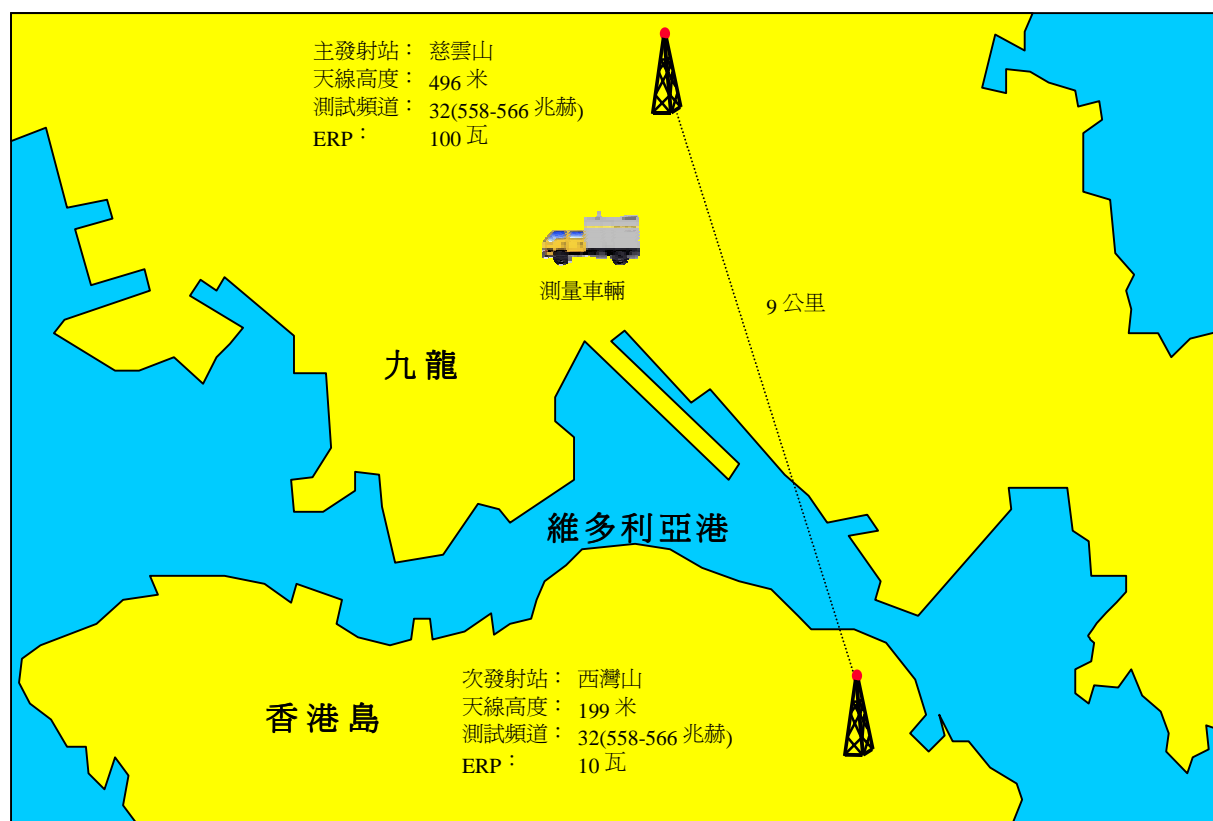 主發射站： 慈雲山
天線高度： 496 米
測試頻道： 32(558-566 兆赫)
ERP： 100 瓦
測量車輛
9 公里
九龍
維多利亞港
次發射站： 西灣山
天線高度： 199 米
測試頻道： 32(558-566 兆赫)
ERP： 10 瓦
香港島